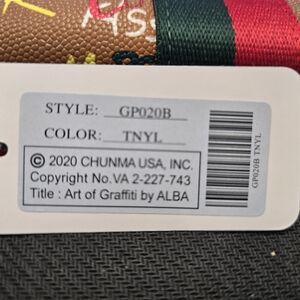 STYLE: GP020B
COLOR: TNYL
© 2020 CHUNMA USA, INC.
Copyright No.VA 2-227-743
Title : Art of Graffiti by ALBA
GP020B TNYL